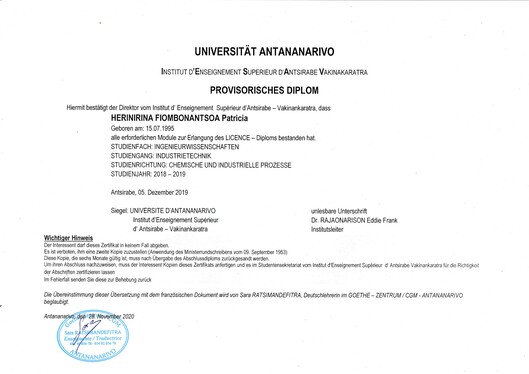 UNIVERSITÄT ANTANANARIVO
INSTITUT D'ENSEIGNEMENT SUPERIEUR D'ANTSIRABE VAKINAKARATRA
PROVISORISCHES DIPLOM
Hiermit bestätigt der Direktor vom Institut d' Enseignement Supérieur d'Antsirabe – Vakinankaratra, dass
HERINIRINA FIOMBONANTSOA Patricia
Geboren am: 15.07.1995
alle erforderlichen Module zur Erlangung des LICENCE – Diploms bestanden hat.
STUDIENFACH: INGENIEURWISSENSCHAFTEN
STUDIENGANG: INDUSTRIETECHNIK
STUDIENRICHTUNG: CHEMISCHE UND INDUSTRIELLE PROZESSE
STUDIENJAHR: 2018 – 2019
Antsirabe, 05. Dezember 2019
Siegel: UNIVERSITE D'ANTANANARIVO
Institut d'Enseignement Supérieur
d' Antsirabe - Vakinankaratra
unlesbare Unterschrift
Dr. RAJAONARISON Eddie Frank
Institutsleiter
Wichtiger Hinweis
Der Interessent darf dieses Zertifikat in keinem Fall abgeben.
Es ist verboten, ihm eine zweite Kopie zuzustellen (Anwendung des Ministerrundschreibens vom 09. September 1953)
Diese Kopie, die sechs Monate gültig ist, muss nach Übergabe des Abschlussdiploms zurückgesandt werden.
Um ihren Abschluss nachzuweisen, muss der Interessent Kopien dieses Zertifikats anfertigen und es im Studentensekretariat vom Institut d'Enseignement Supérieur d' Antsirabe Vakinankaratra für die Richtigkeit
der Abschriften zertifizieren lassen
Im Fehlerfall senden Sie diese zur Behebung zurück
Die Übereinstimmung dieser Übersetzung mit dem französischen Dokument wird von Sara RATSIMANDEFITRA, Deutschlehrerin im GOETHE – ZENTRUM / CGM - ANTANANARIVO
beglaubigt.
Antananarivo, den 28. November 2020
Sara RATSIMANDEFITRA
Enseignante / Traductrice
ANTANANARIVO